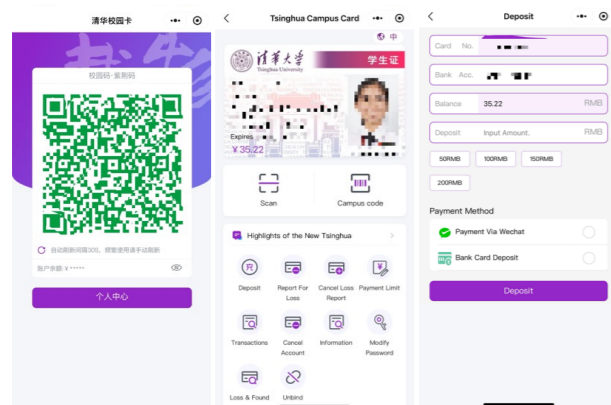 清华校园卡
校园码·紫荆码
自动刷新间隔30S，频繁使用请手动刷新
账户余额: ¥ *****
个人中心
Tsinghua Campus Card
中
清华大学
Tsinghua University
学生证
Expires
¥ 35.22
Scan
Campus code
Highlights of the New Tsinghua
Deposit
Report For Loss
Cancel Loss Report
Payment Limit
Transactions
Cancel Account
Information
Modify Password
Loss & Found
Unbind
Deposit
Card No.
Bank Acc.
Balance 35.22 RMB
Deposit Input Amount. RMB
50RMB 100RMB 150RMB
200RMB
Payment Method
Payment Via Wechat
Bank Card Deposit
Deposit